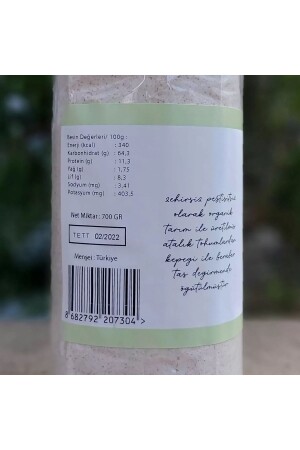 Besin Değerleri/ 100g :
Enerji (kcal) : 340
Karbonhidrat (g) : 64,3
Protein (g) : 11,3
Yağ (g) : 1,75
Lif (g) : 8,3
Sodyum (mg) : 3,41
Potasyum (mg) : 403,5
Net Miktar: 700 GR
TETT 02/2022
Menşei : Türkiye
8 682792 207304 >
zehirsiz pestisitsiz
olarak organik
tarım ile üretilmiş
atalık tohumlardan
kepeği ile beraber
taş değirmende
öğütülmüştür